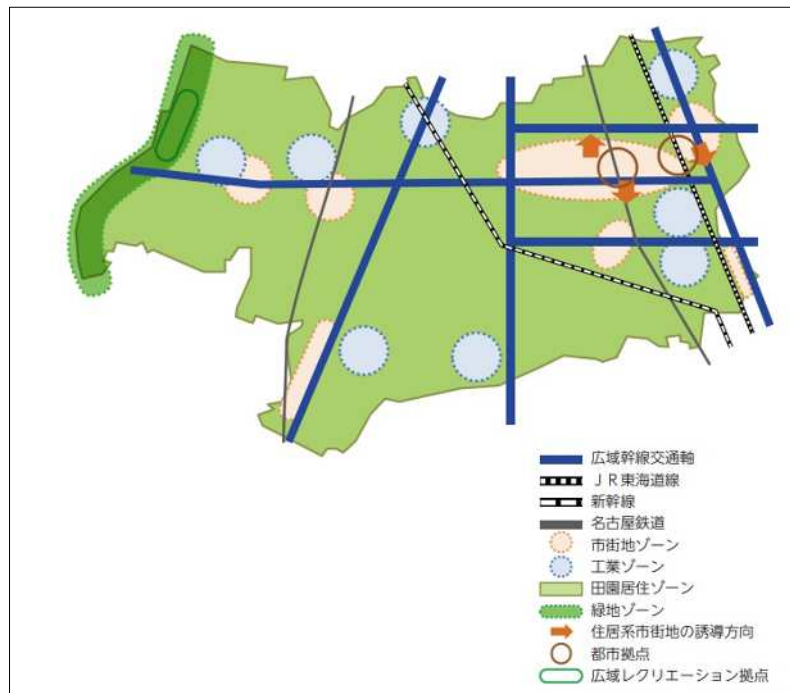 広域幹線交通軸
JR東海道線
新幹線
名古屋鉄道
市街地ゾーン
工業ゾーン
田園居住ゾーン
緑地ゾーン
住居系市街地の誘導方向
都市拠点
広域レクリエーション拠点